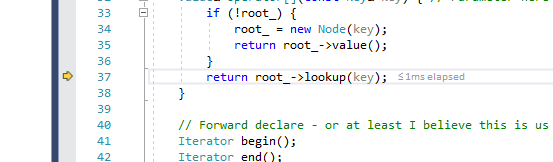 33 if (!root_) {
34 root_ = new Node(key);
35 return root_->value();
36 }
37 return root_->lookup(key); ≤1ms elapsed
38 }
39
40 // Forward declare - or at least I believe this is us
41 Iterator begin();
42 Iterator end();